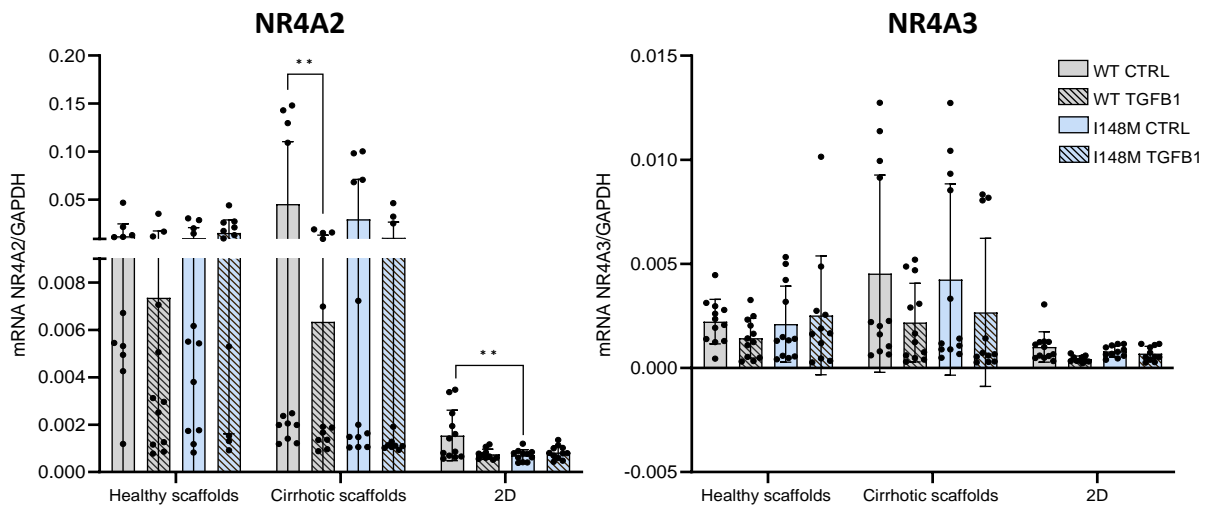 NR4A2
mRNA NR4A2/GAPDH
0.20
0.15
0.10
0.05
0.008
0.006
0.004
0.002
0.000
**
**
Healthy scaffolds
Cirrhotic scaffolds
2D
NR4A3
mRNA NR4A3/GAPDH
0.015
0.010
0.005
0.000
-0.005
Healthy scaffolds
Cirrhotic scaffolds
2D
WT CTRL
WT TGFB1
I148M CTRL
I148M TGFB1